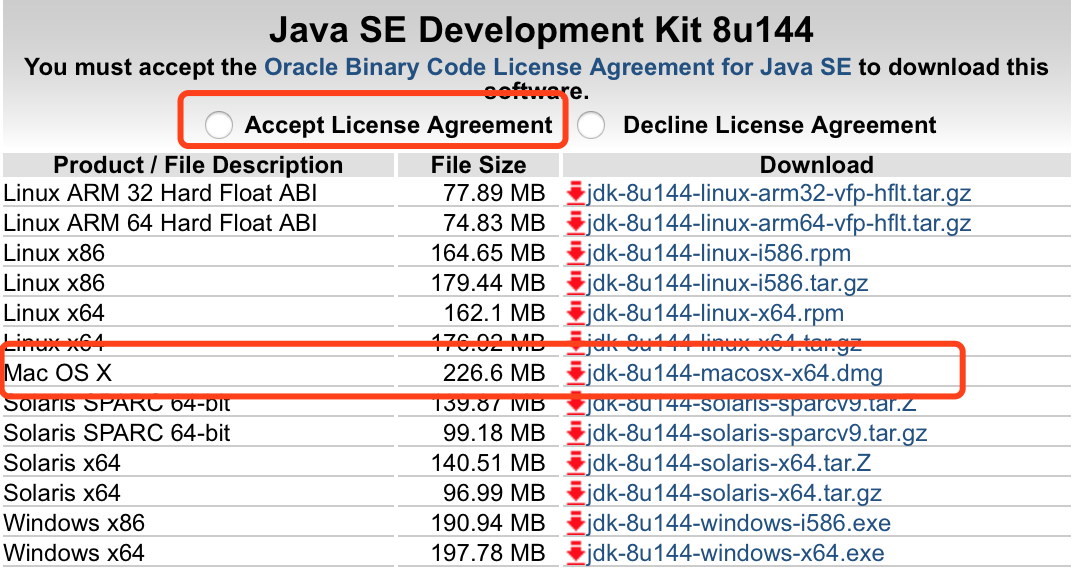 Java SE Development Kit 8u144
You must accept the Oracle Binary Code License Agreement for Java SE to download this
software.
Accept License Agreement Decline License Agreement
Product / File Description File Size Download
Linux ARM 32 Hard Float ABI 77.89 MB jdk-8u144-linux-arm32-vfp-hflt.tar.gz
Linux ARM 64 Hard Float ABI 74.83 MB jdk-8u144-linux-arm64-vfp-hflt.tar.gz
Linux x86 164.65 MB jdk-8u144-linux-i586.rpm
Linux x86 179.44 MB jdk-8u144-linux-i586.tar.gz
Linux x64 162.1 MB jdk-8u144-linux-x64.rpm
Linux x64 176.92 MB jdk-8u144-linux-x64.tar.gz
Mac OS X 226.6 MB jdk-8u144-macosx-x64.dmg
Solaris SPARC 64-bit 139.87 MB jdk-8u144-solaris-sparcv9.tar.Z
Solaris SPARC 64-bit 99.18 MB jdk-8u144-solaris-sparcv9.tar.gz
Solaris x64 140.51 MB jdk-8u144-solaris-x64.tar.Z
Solaris x64 96.99 MB jdk-8u144-solaris-x64.tar.gz
Windows x86 190.94 MB jdk-8u144-windows-i586.exe
Windows x64 197.78 MB jdk-8u144-windows-x64.exe